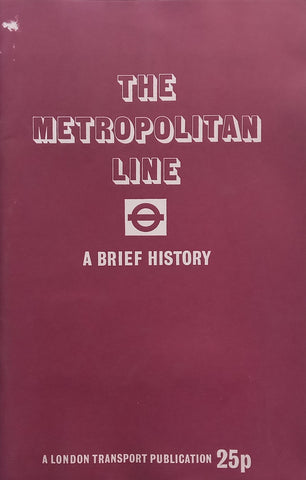 THE
METROPOLITAN
LINE
A BRIEF HISTORY
A LONDON TRANSPORT PUBLICATION 25p